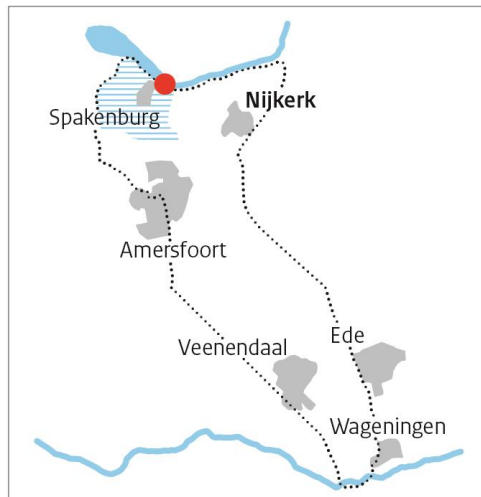 Nijkerk
Spakenburg
Amersfoort
Veenendaal
Ede
Wageningen